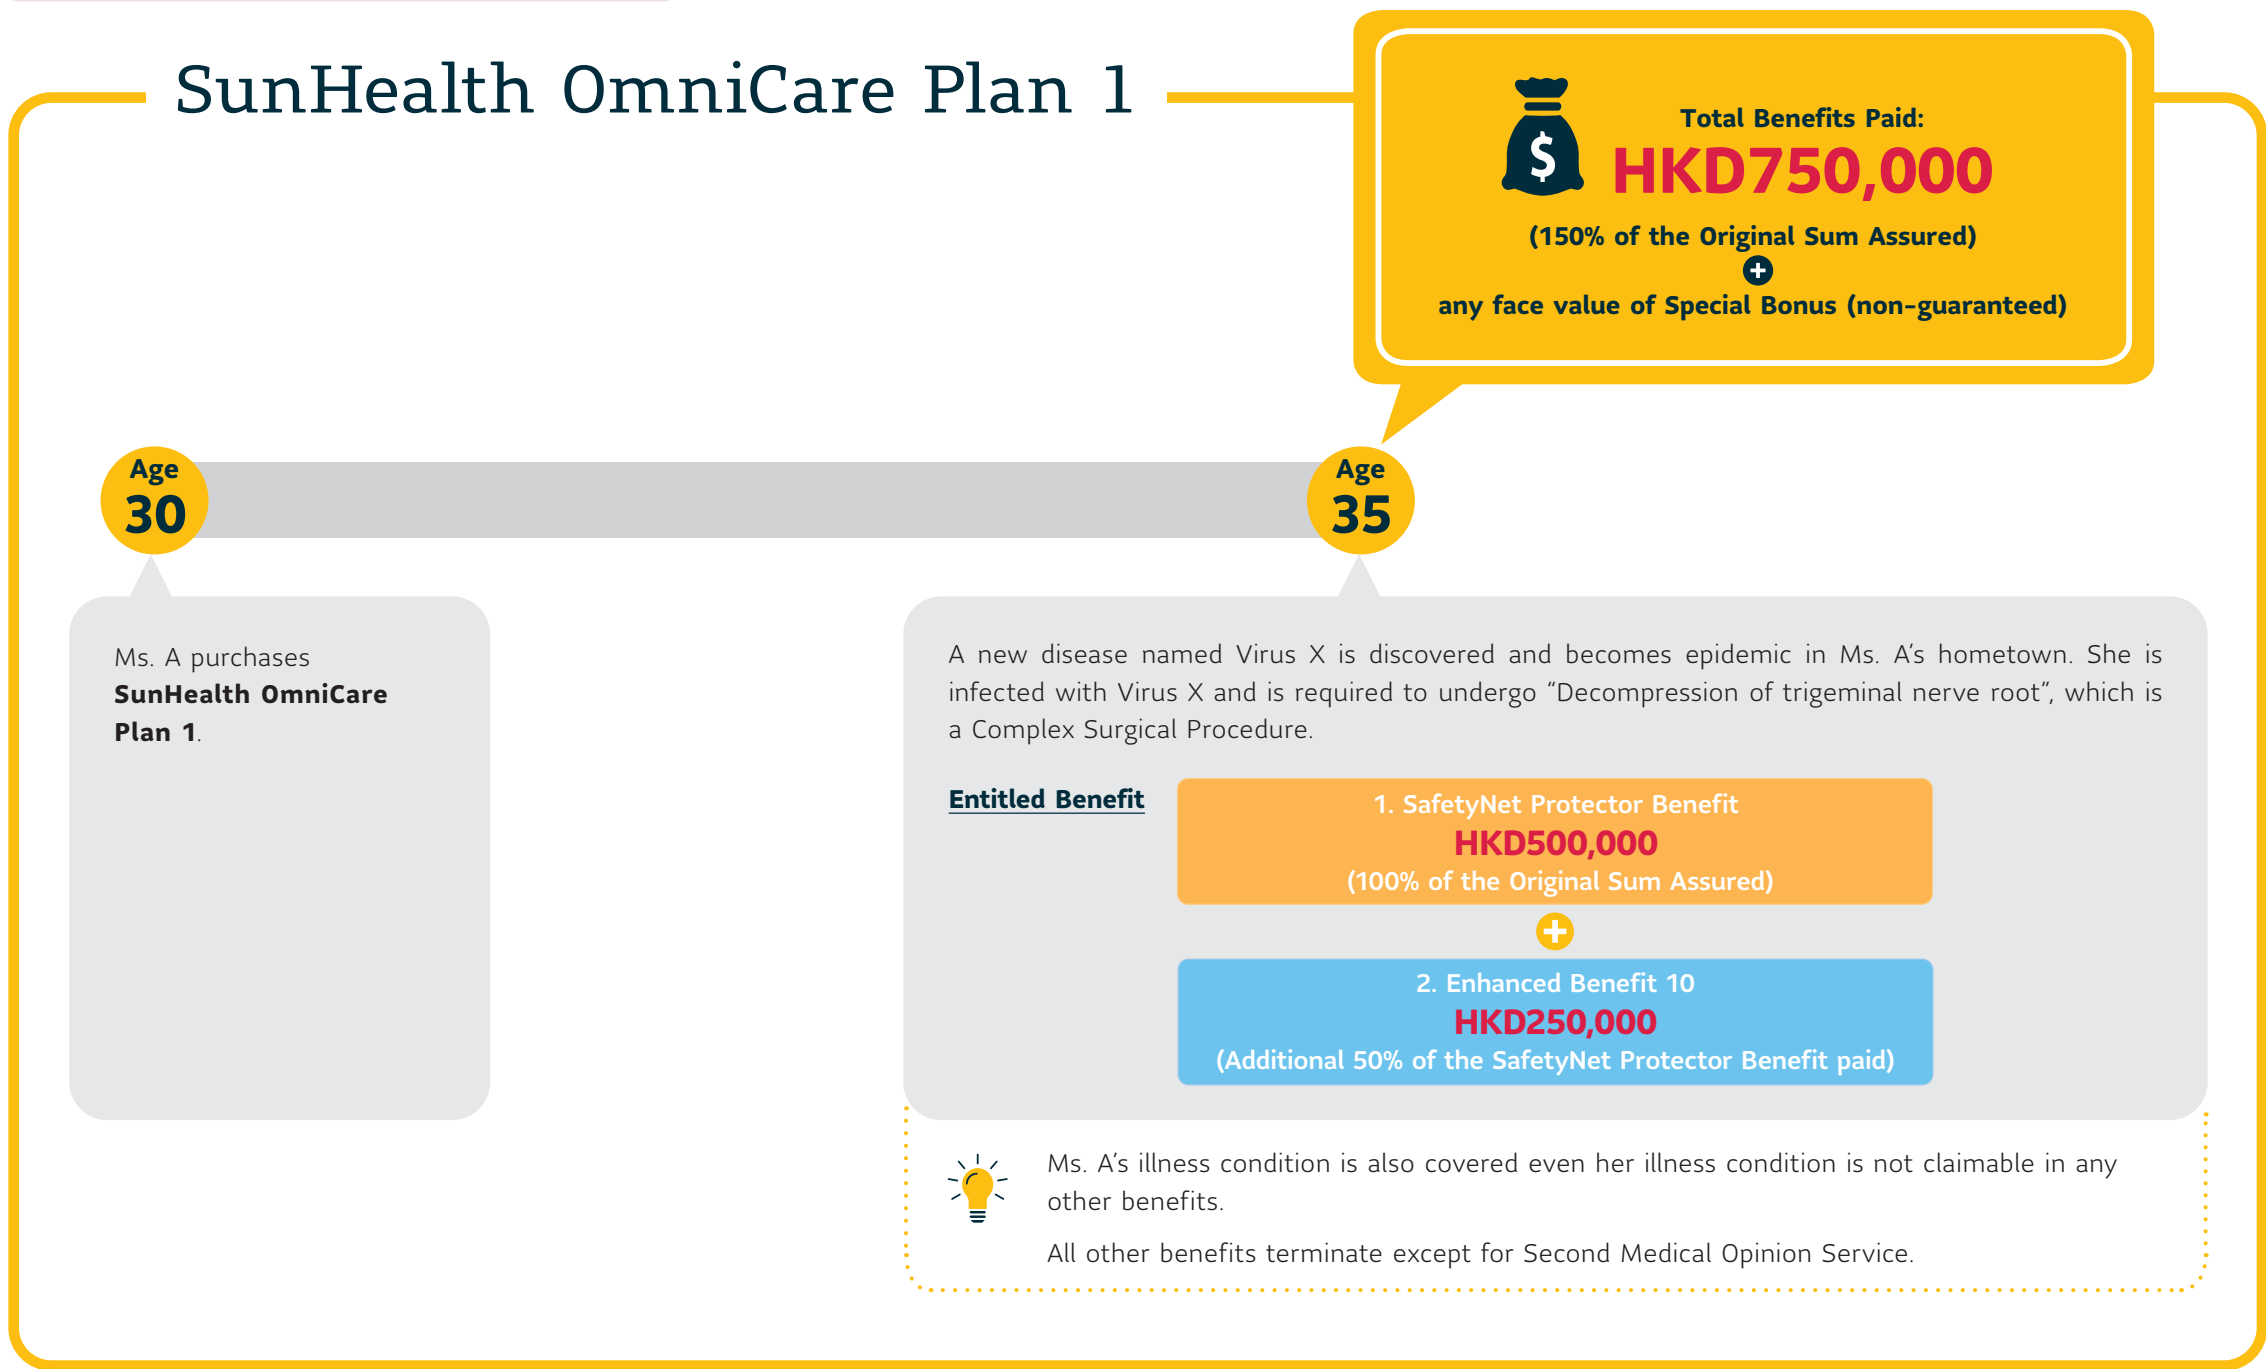 SunHealth OmniCare Plan 1
$
Total Benefits Paid:
HKD750,000
(150% of the Original Sum Assured)
+
any face value of Special Bonus (non-guaranteed)
Age
30
Age
35
Ms. A purchases
SunHealth OmniCare
Plan 1.
A new disease named Virus X is discovered and becomes epidemic in Ms. A’s hometown. She is
infected with Virus X and is required to undergo “Decompression of trigeminal nerve root”, which is
a Complex Surgical Procedure.
Entitled Benefit
1. SafetyNet Protector Benefit
HKD500,000
(100% of the Original Sum Assured)
+
2. Enhanced Benefit 10
HKD250,000
(Additional 50% of the SafetyNet Protector Benefit paid)
Ms. A’s illness condition is also covered even her illness condition is not claimable in any
other benefits.
All other benefits terminate except for Second Medical Opinion Service.